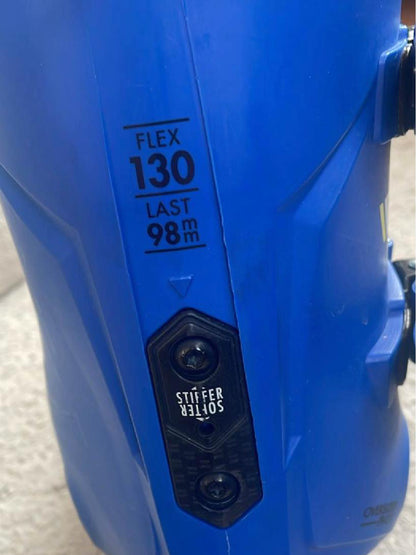 FLEX
130
LAST
98mm
STIFFER
SOFTER